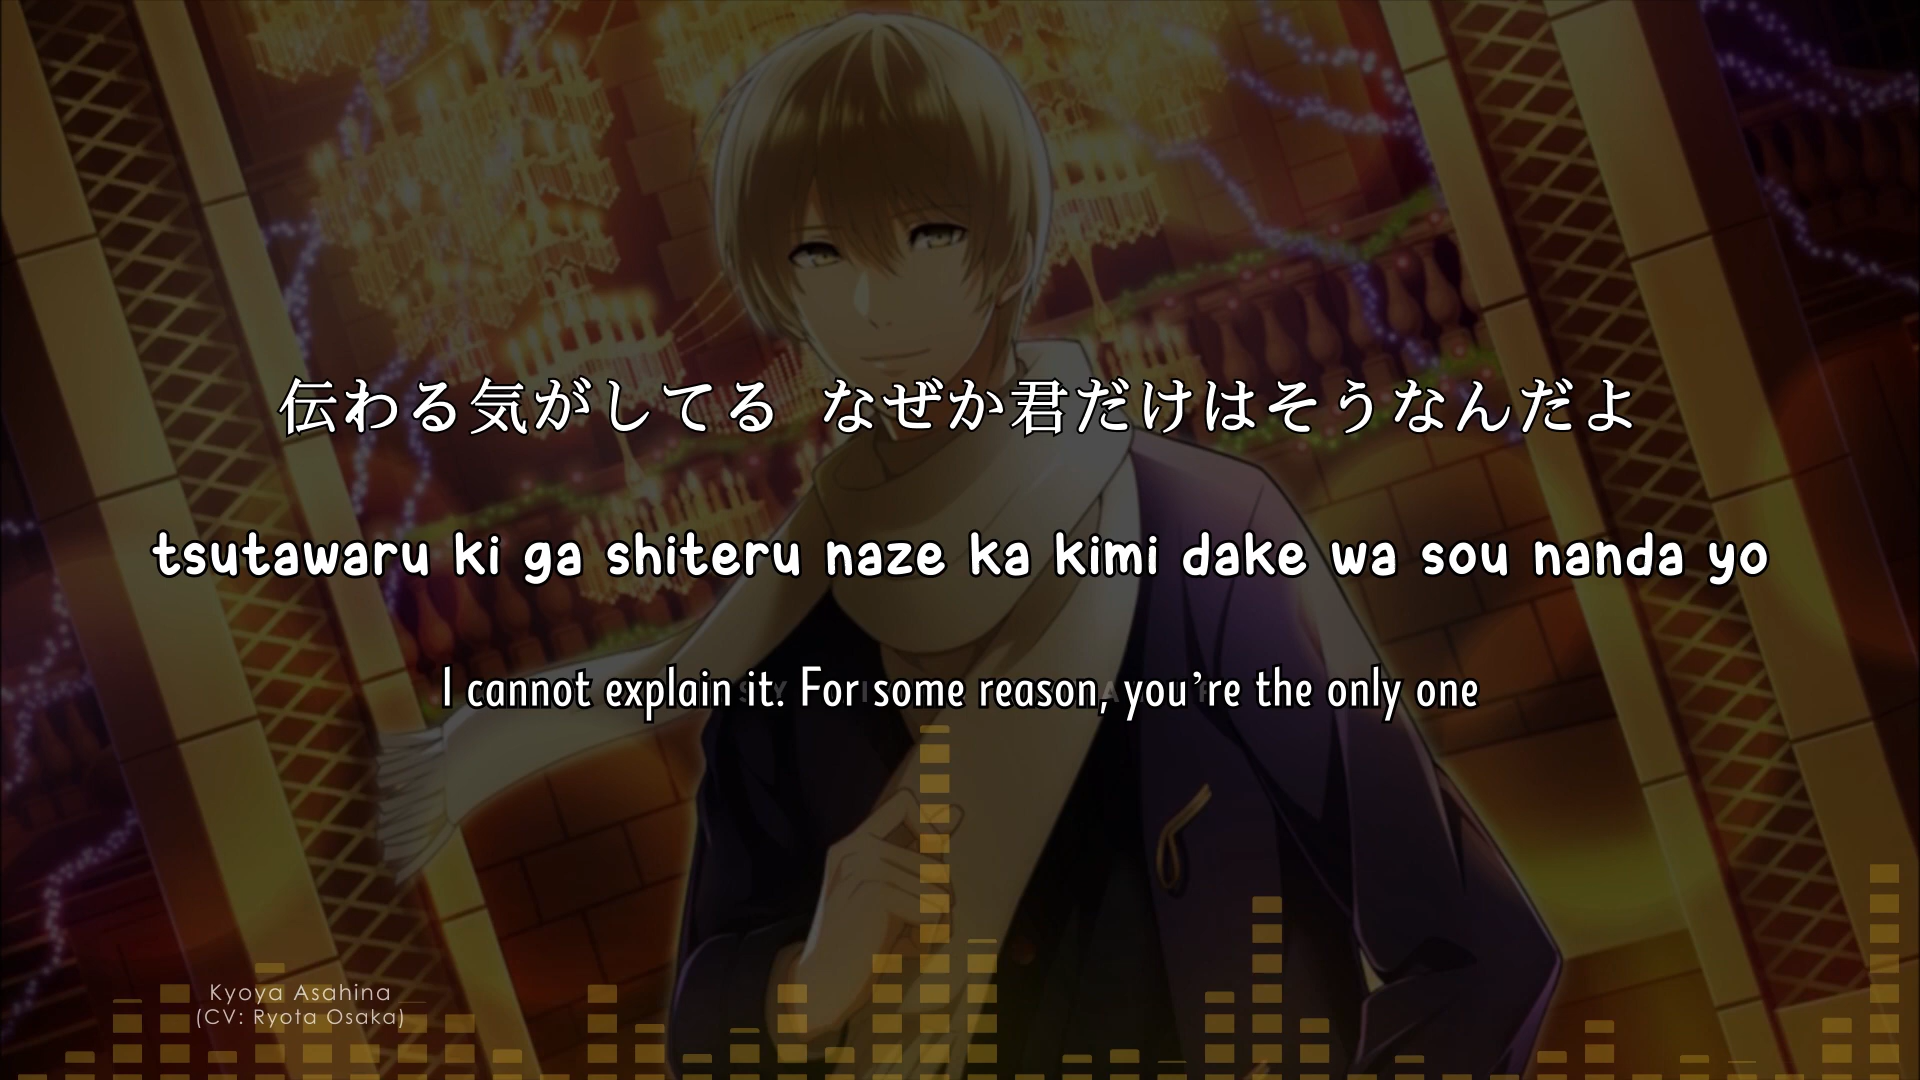 伝わる気がしてる なぜか君だけはそうなんだよ
tsutawaru ki ga shiteru naze ka kimi dake wa sou nanda yo
I cannot explain it. For some reason, you’re the only one
Kyoya Asahina
(CV: Ryota Osaka)